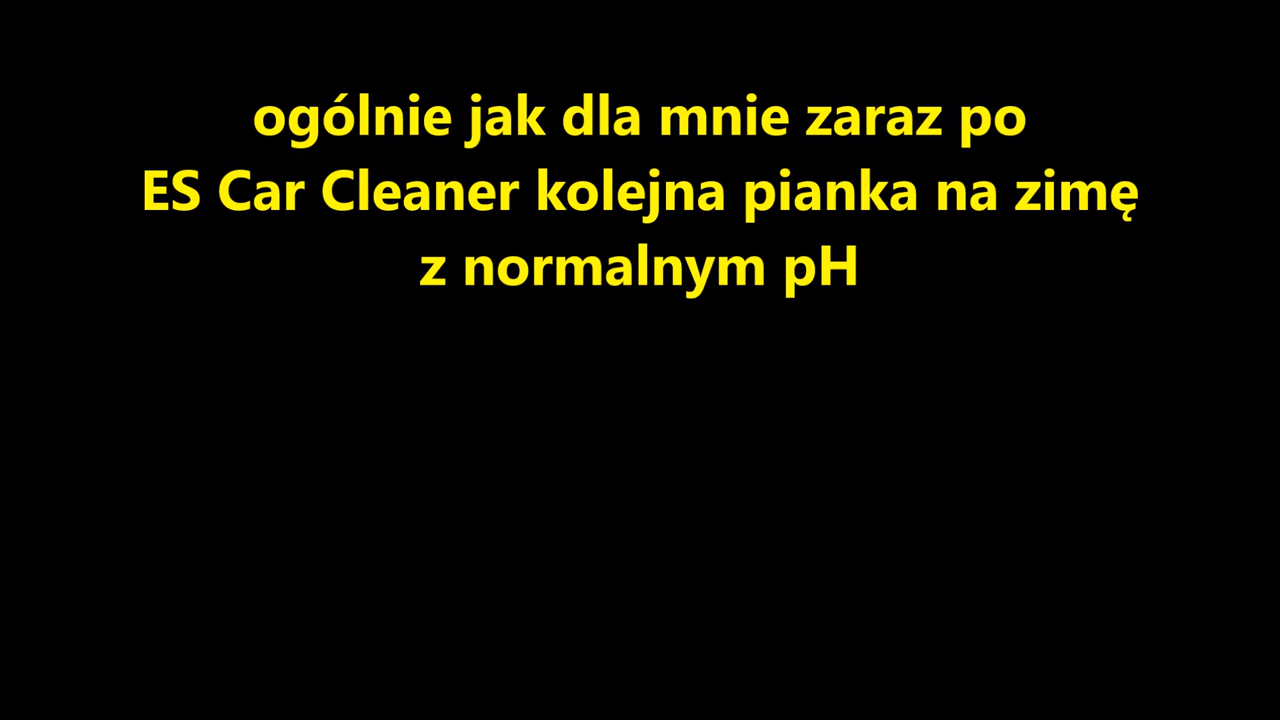 ogólnie jak dla mnie zaraz po
ES Car Cleaner kolejna pianka na zimę
z normalnym pH